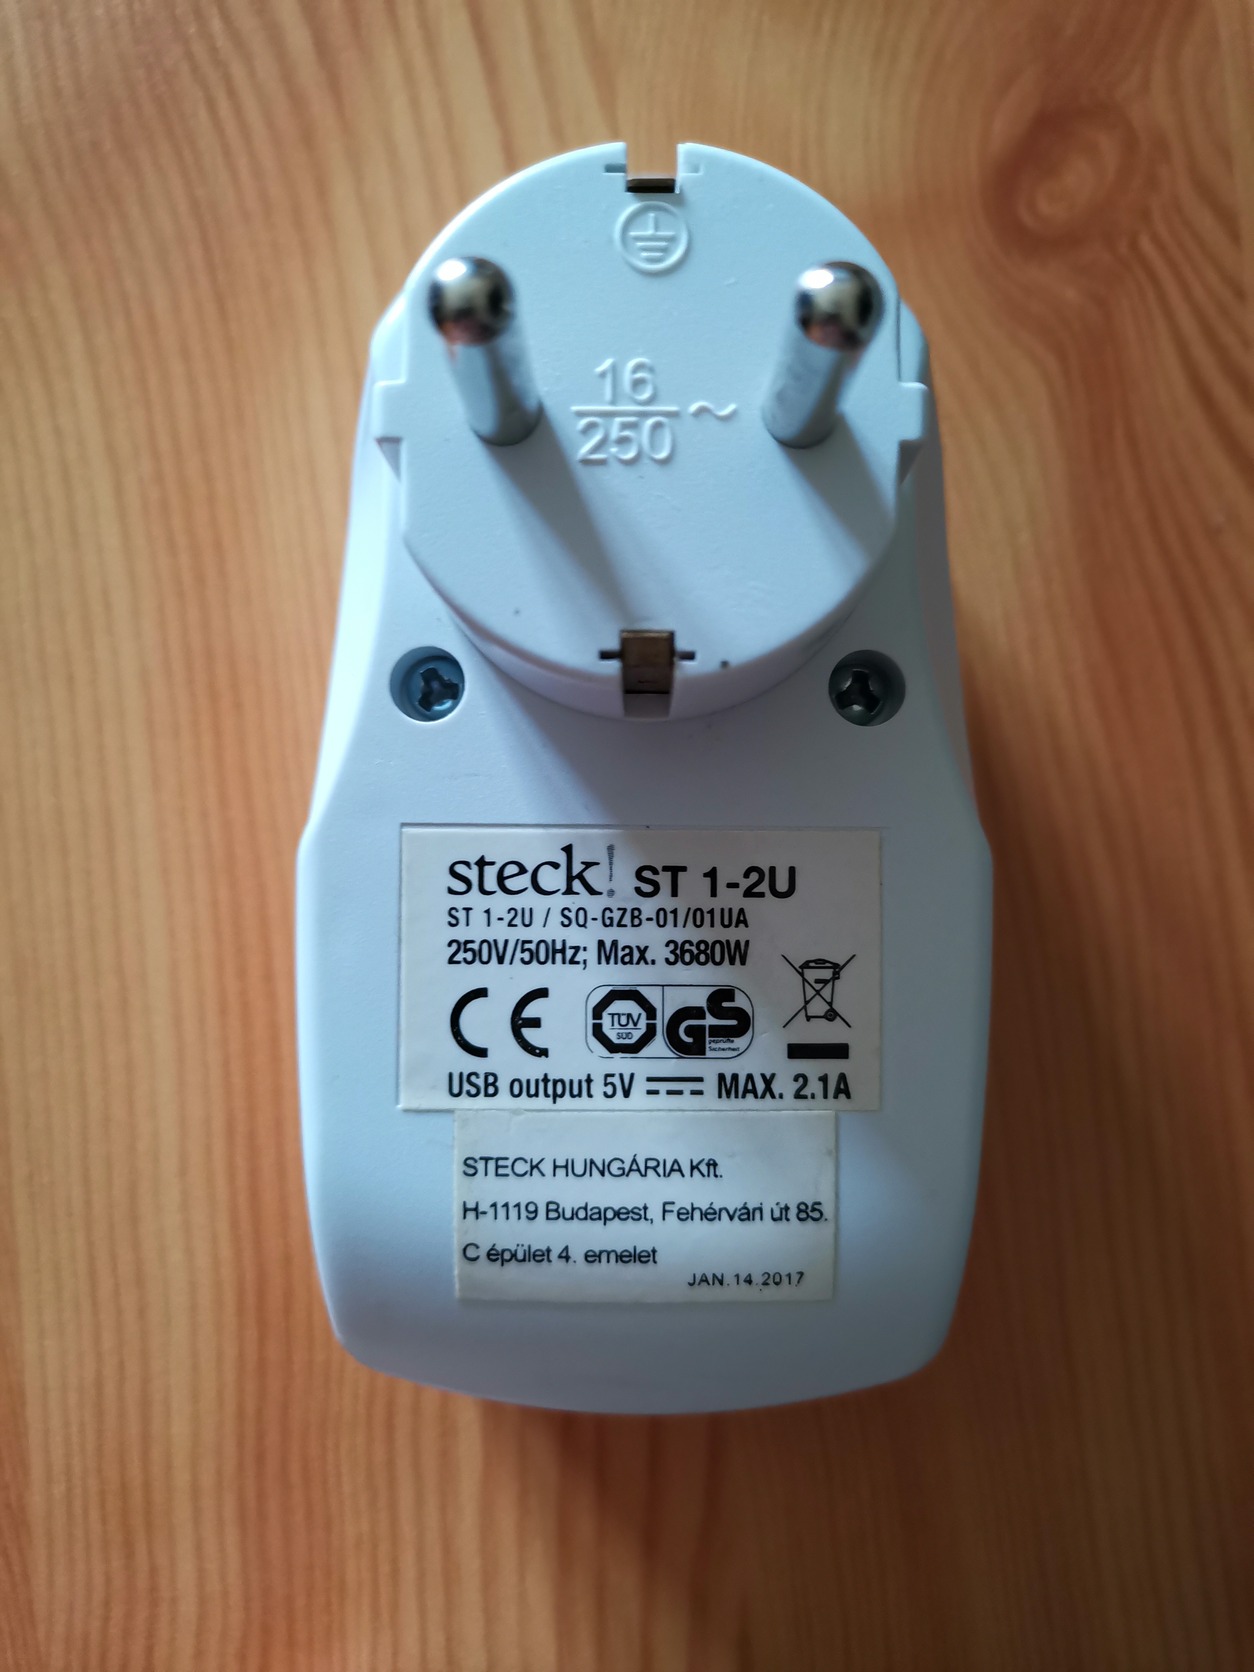 16
250 ~
steck! ST 1-2U
ST 1-2U / SQ-GZB-01/01UA
250V/50Hz; Max. 3680W
CE TÜV SÜD GS geprüfte Sicherheit
USB output 5V ⎓ MAX. 2.1A
STECK HUNGÁRIA Kft.
H-1119 Budapest, Fehérvári út 85.
C épület 4. emelet
JAN.14.2017